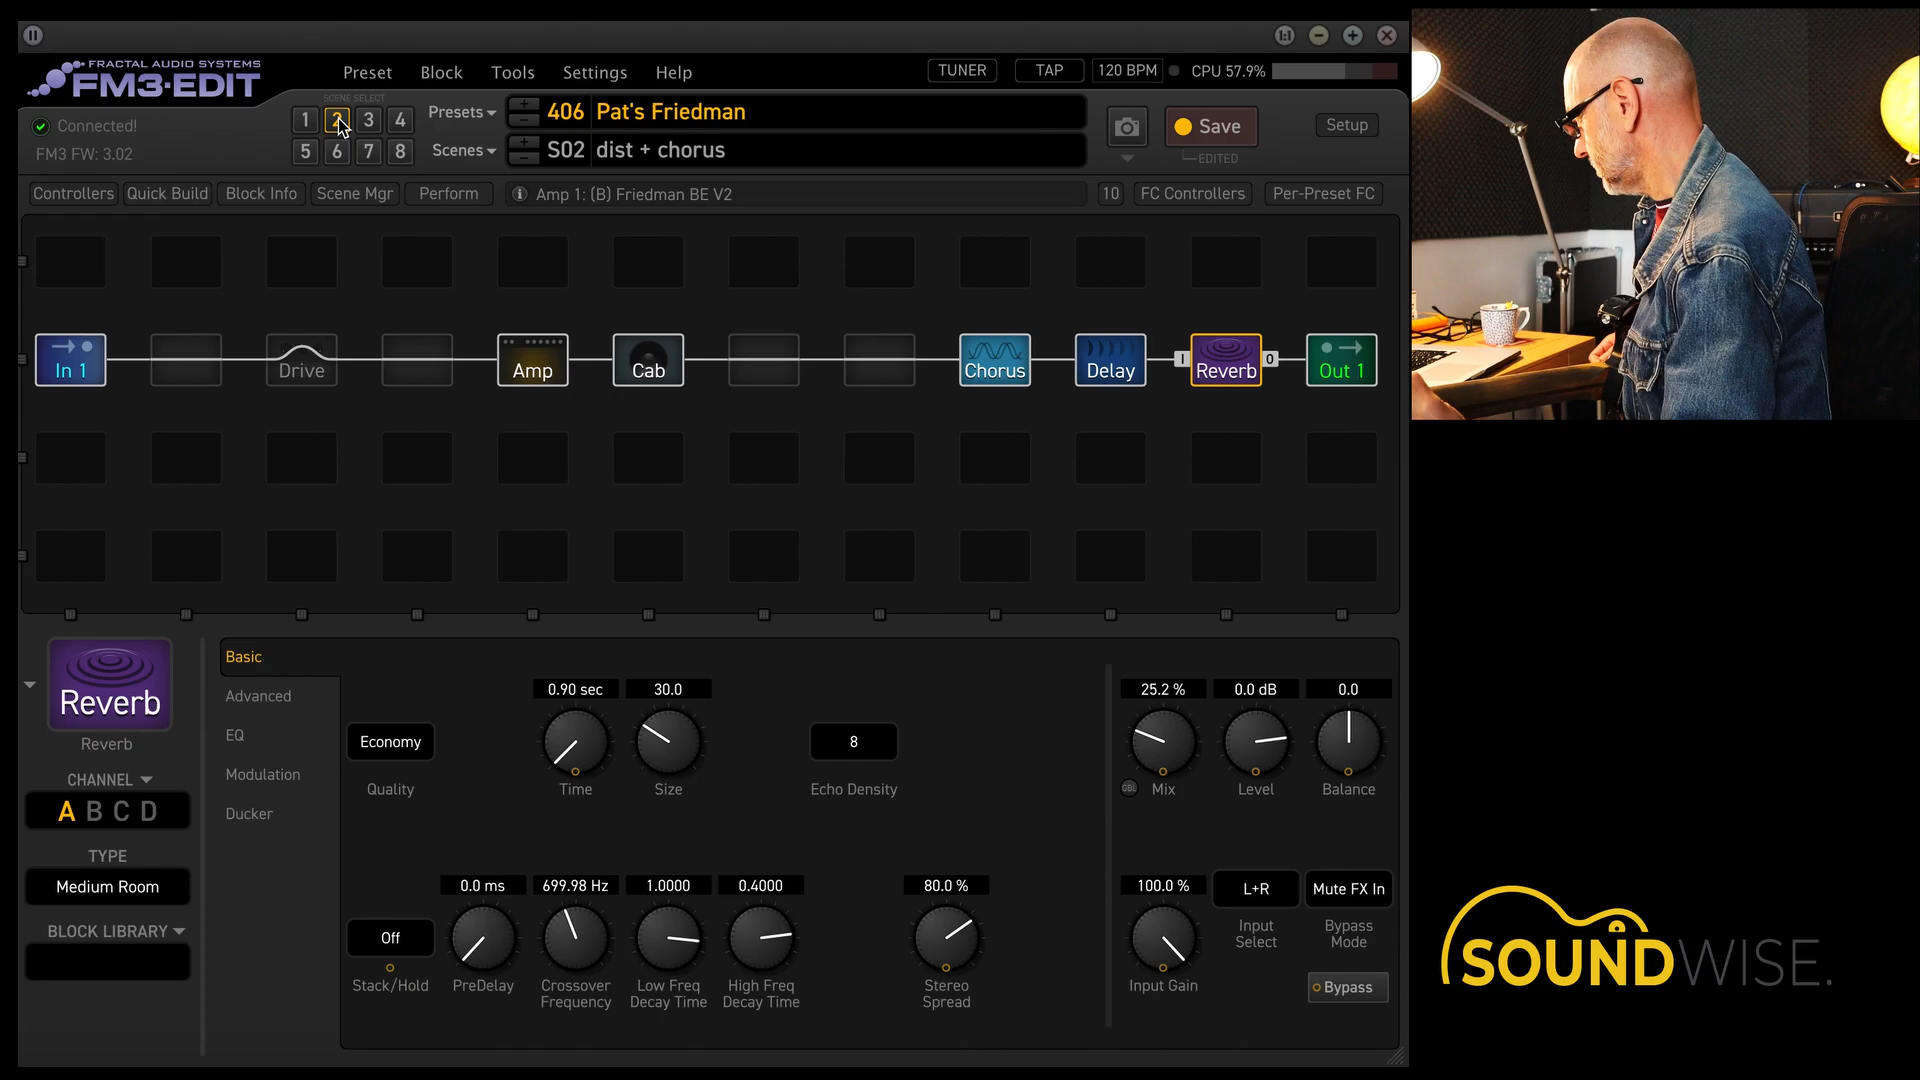 FRACTAL AUDIO SYSTEMS
FM3-EDIT
Preset
Block
Tools
Settings
Help
TUNER
TAP
120 BPM
CPU 57.9%
Connected!
FM3 FW: 3.02
SCENE SELECT
1 2 3 4
5 6 7 8
Presets
406 Pat's Friedman
Scenes
S02 dist + chorus
Save
EDITED
Setup
Controllers
Quick Build
Block Info
Scene Mgr
Perform
Amp 1: (B) Friedman BE V2
10
FC Controllers
Per-Preset FC
In 1
Drive
Amp
Cab
Chorus
Delay
I
Reverb
O
Out 1
Reverb
Reverb
CHANNEL
A B C D
TYPE
Medium Room
BLOCK LIBRARY
Basic
Advanced
EQ
Modulation
Ducker
Economy
Quality
0.90 sec
Time
30.0
Size
8
Echo Density
25.2 %
GBL
Mix
0.0 dB
Level
0.0
Balance
Off
Stack/Hold
0.0 ms
PreDelay
699.98 Hz
Crossover
Frequency
1.0000
Low Freq
Decay Time
0.4000
High Freq
Decay Time
80.0 %
Stereo
Spread
100.0 %
Input Gain
L+R
Input
Select
Mute FX In
Bypass
Mode
Bypass
SOUNDWISE.